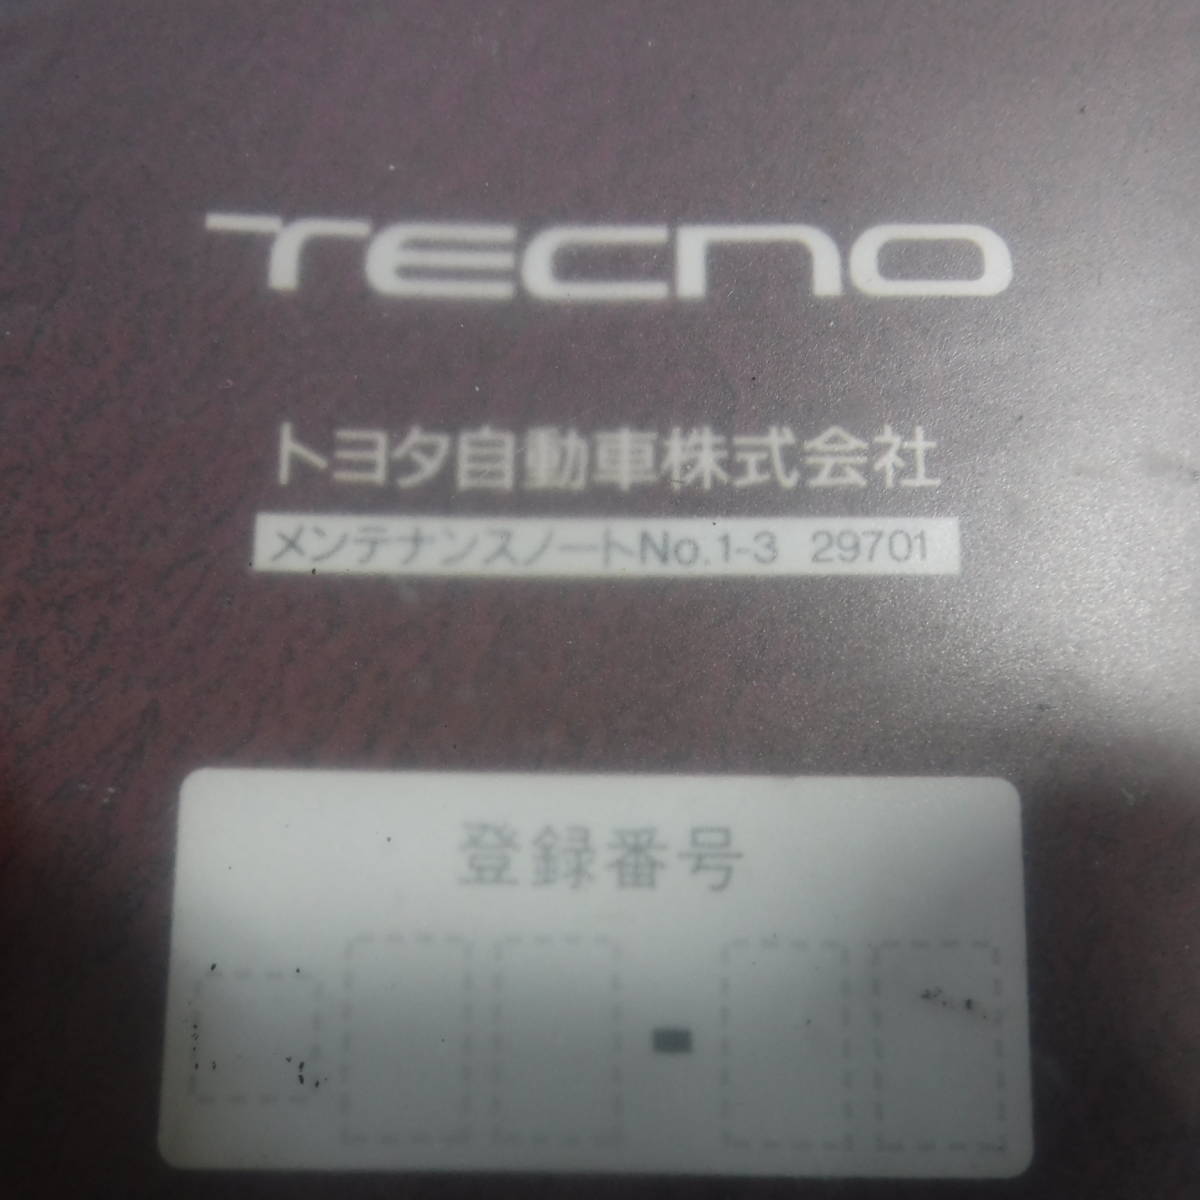 TECNO
トヨタ自動車株式会社
メンテナンスノートNo.1-3 29701
登録番号
-